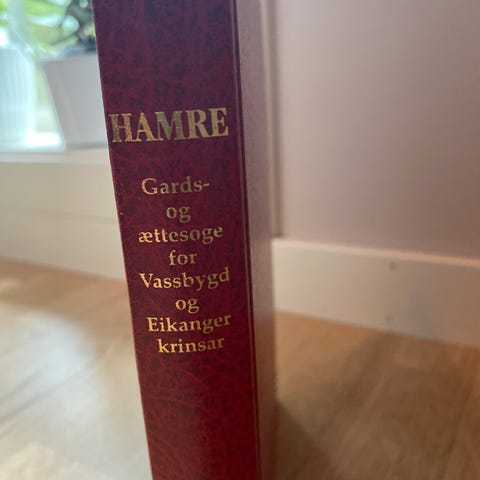 HAMRE
Gards-
og
ættesoge
for
Vassbygd
og
Eikanger
krinsar